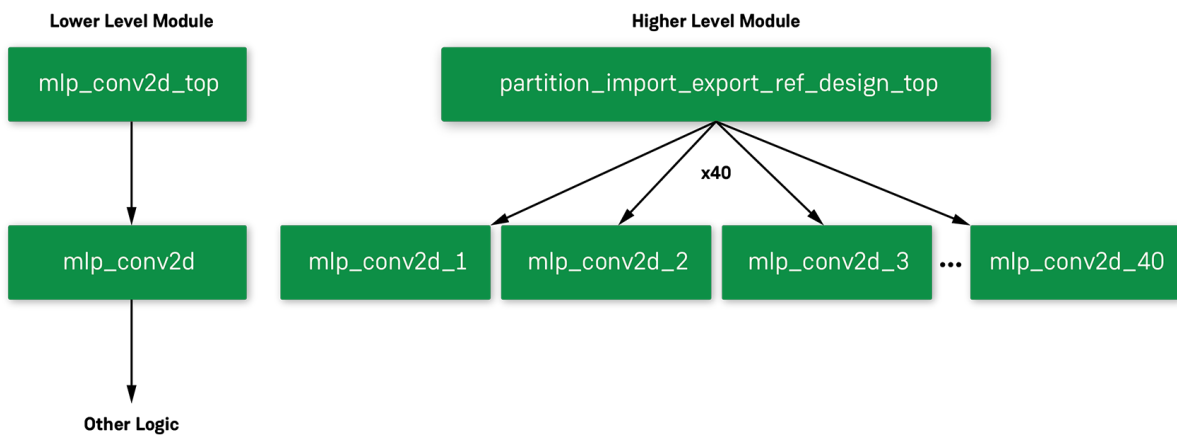 Lower Level Module
mlp_conv2d_top
mlp_conv2d
Other Logic
Higher Level Module
partition_import_export_ref_design_top
x40
mlp_conv2d_1
mlp_conv2d_2
mlp_conv2d_3
...
mlp_conv2d_40